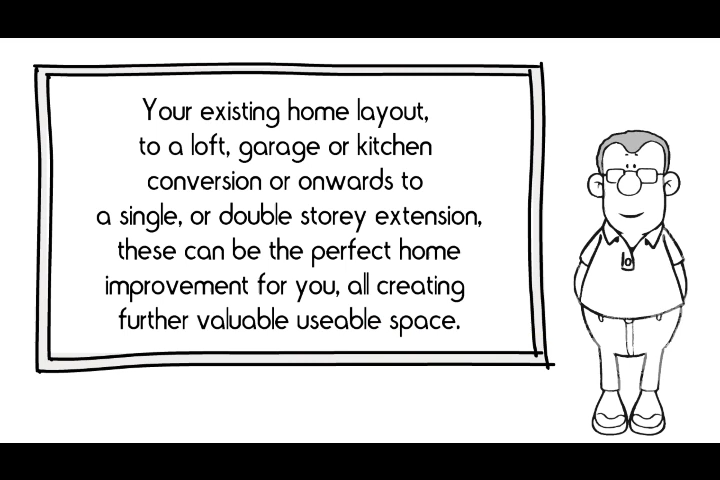 Your existing home layout,
to a loft, garage or kitchen
conversion or onwards to
a single, or double storey extension,
these can be the perfect home
improvement for you, all creating
further valuable useable space.